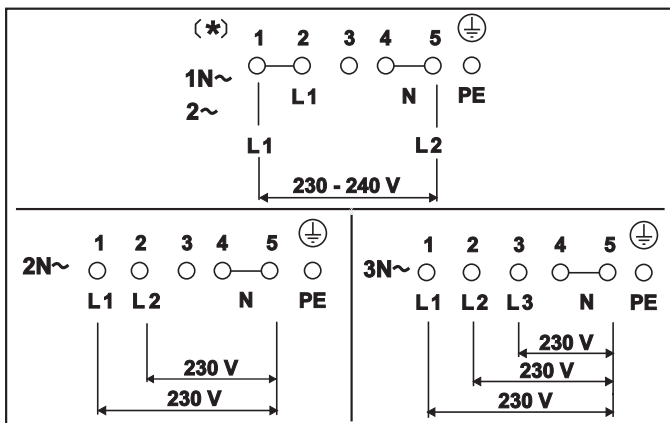 (*) 1 2 3 4 5
1N~ L1 N PE
2~
L1 L2
230 - 240 V
1 2 3 4 5
2N~
L1 L2 N PE
230 V
230 V
1 2 3 4 5
3N~
L1 L2 L3 N PE
230 V
230 V
230 V